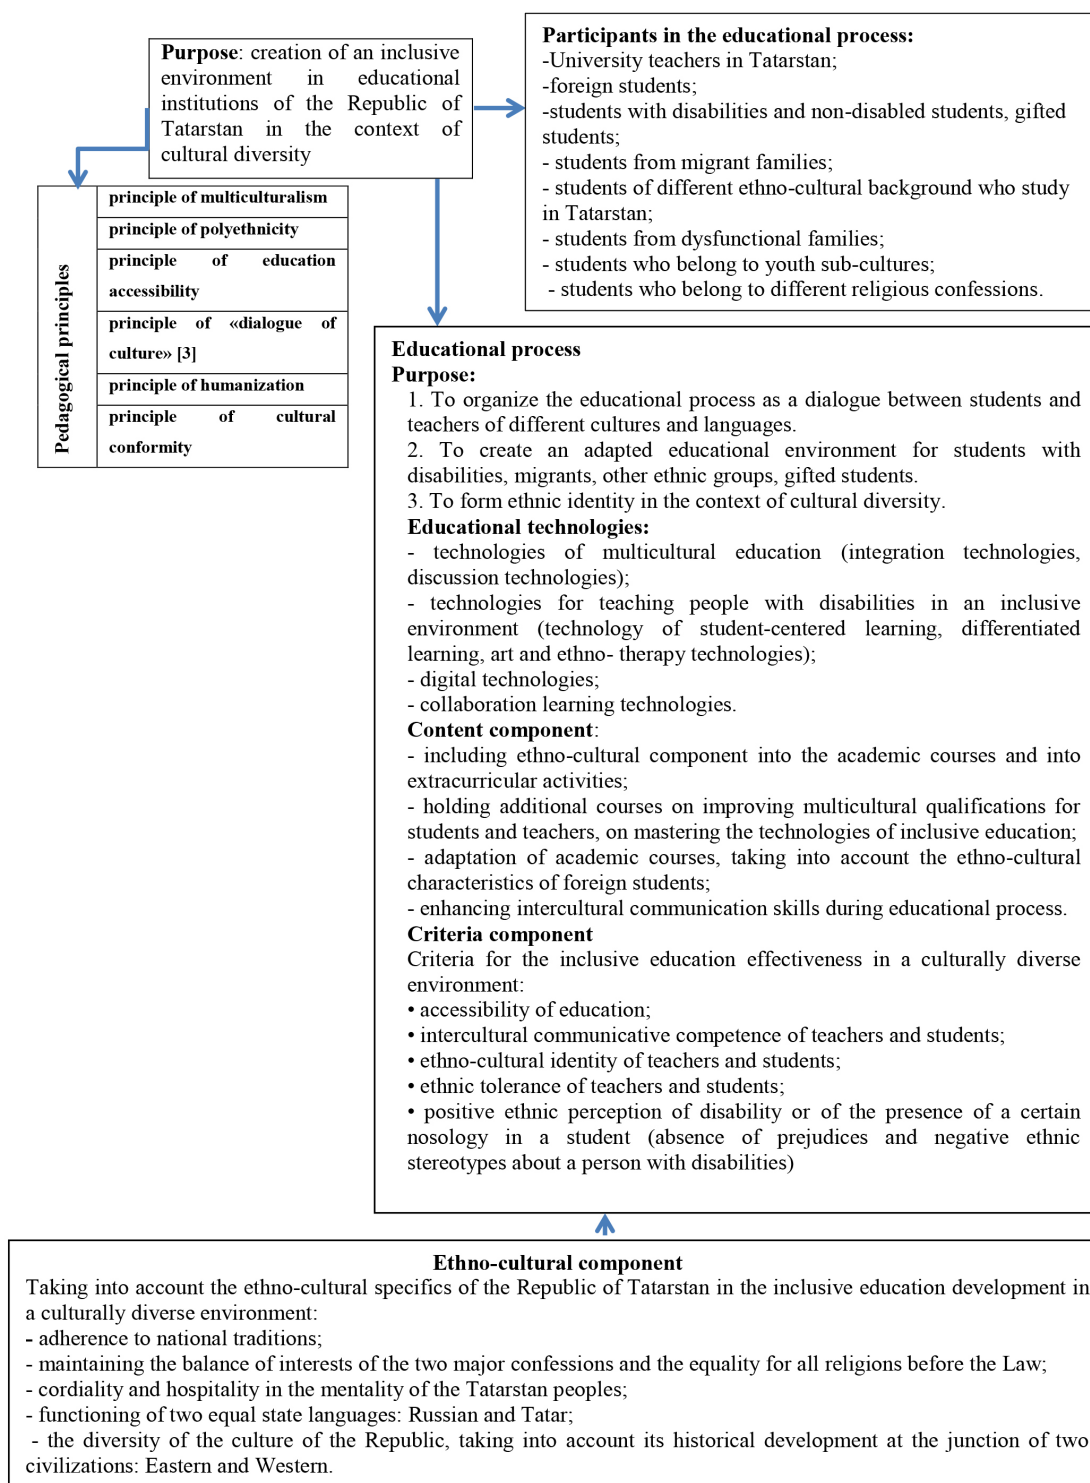 Purpose: creation of an inclusive
environment in educational
institutions of the Republic of
Tatarstan in the context of
cultural diversity
Participants in the educational process:
-University teachers in Tatarstan;
-foreign students;
-students with disabilities and non-disabled students, gifted
students;
- students from migrant families;
- students of different ethno-cultural background who study
in Tatarstan;
- students from dysfunctional families;
- students who belong to youth sub-cultures;
- students who belong to different religious confessions.
Pedagogical principles
principle of multiculturalism
principle of polyethnicity
principle of education
accessibility
principle of «dialogue of
culture» [3]
principle of humanization
principle of cultural
conformity
Educational process
Purpose:
1. To organize the educational process as a dialogue between students and
teachers of different cultures and languages.
2. To create an adapted educational environment for students with
disabilities, migrants, other ethnic groups, gifted students.
3. To form ethnic identity in the context of cultural diversity.
Educational technologies:
- technologies of multicultural education (integration technologies,
discussion technologies);
- technologies for teaching people with disabilities in an inclusive
environment (technology of student-centered learning, differentiated
learning, art and ethno- therapy technologies);
- digital technologies;
- collaboration learning technologies.
Content component:
- including ethno-cultural component into the academic courses and into
extracurricular activities;
- holding additional courses on improving multicultural qualifications for
students and teachers, on mastering the technologies of inclusive education;
- adaptation of academic courses, taking into account the ethno-cultural
characteristics of foreign students;
- enhancing intercultural communication skills during educational process.
Criteria component
Criteria for the inclusive education effectiveness in a culturally diverse
environment:
• accessibility of education;
• intercultural communicative competence of teachers and students;
• ethno-cultural identity of teachers and students;
• ethnic tolerance of teachers and students;
• positive ethnic perception of disability or of the presence of a certain
nosology in a student (absence of prejudices and negative ethnic
stereotypes about a person with disabilities)
Ethno-cultural component
Taking into account the ethno-cultural specifics of the Republic of Tatarstan in the inclusive education development in
a culturally diverse environment:
- adherence to national traditions;
- maintaining the balance of interests of the two major confessions and the equality for all religions before the Law;
- cordiality and hospitality in the mentality of the Tatarstan peoples;
- functioning of two equal state languages: Russian and Tatar;
- the diversity of the culture of the Republic, taking into account its historical development at the junction of two
civilizations: Eastern and Western.